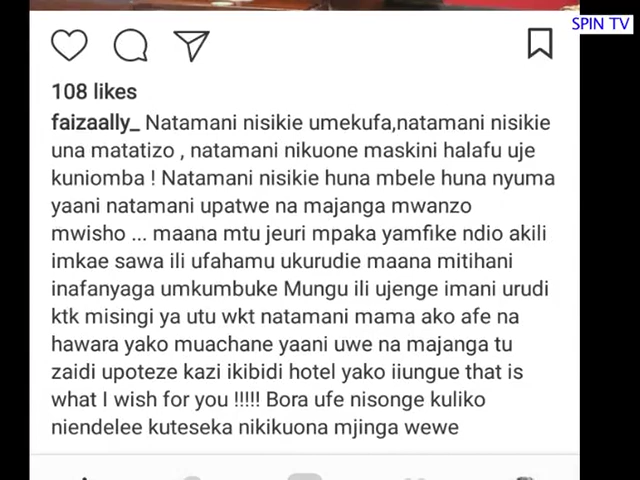 SPIN TV
108 likes
faizaally_ Natamani nisikie umekufa,natamani nisikie
una matatizo , natamani nikuone maskini halafu uje
kuniomba ! Natamani nisikie huna mbele huna nyuma
yaani natamani upatwe na majanga mwanzo
mwisho ... maana mtu jeuri mpaka yamfike ndio akili
imkae sawa ili ufahamu ukurudie maana mitihani
inafanyaga umkumbuke Mungu ili ujenge imani urudi
ktk misingi ya utu wkt natamani mama ako afe na
hawara yako muachane yaani uwe na majanga tu
zaidi upoteze kazi ikibidi hotel yako iiungue that is
what I wish for you !!!!! Bora ufe nisonge kuliko
niendelee kuteseka nikikuona mjinga wewe